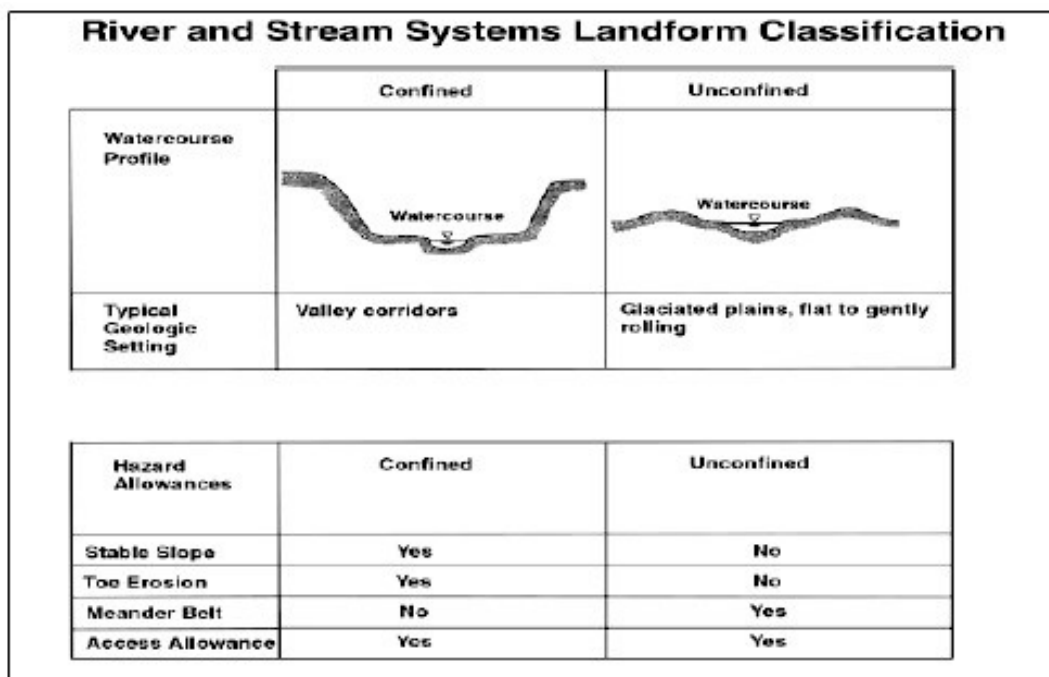 River and Stream Systems Landform Classification
Confined Unconfined
Watercourse
Profile
Watercourse Watercourse
Typical
Geologic
Setting
Valley corridors
Glaciated plains, flat to gently
rolling
Hazard
Allowances
Confined Unconfined
Stable Slope Yes No
Toe Erosion Yes No
Meander Belt No Yes
Access Allowance Yes Yes